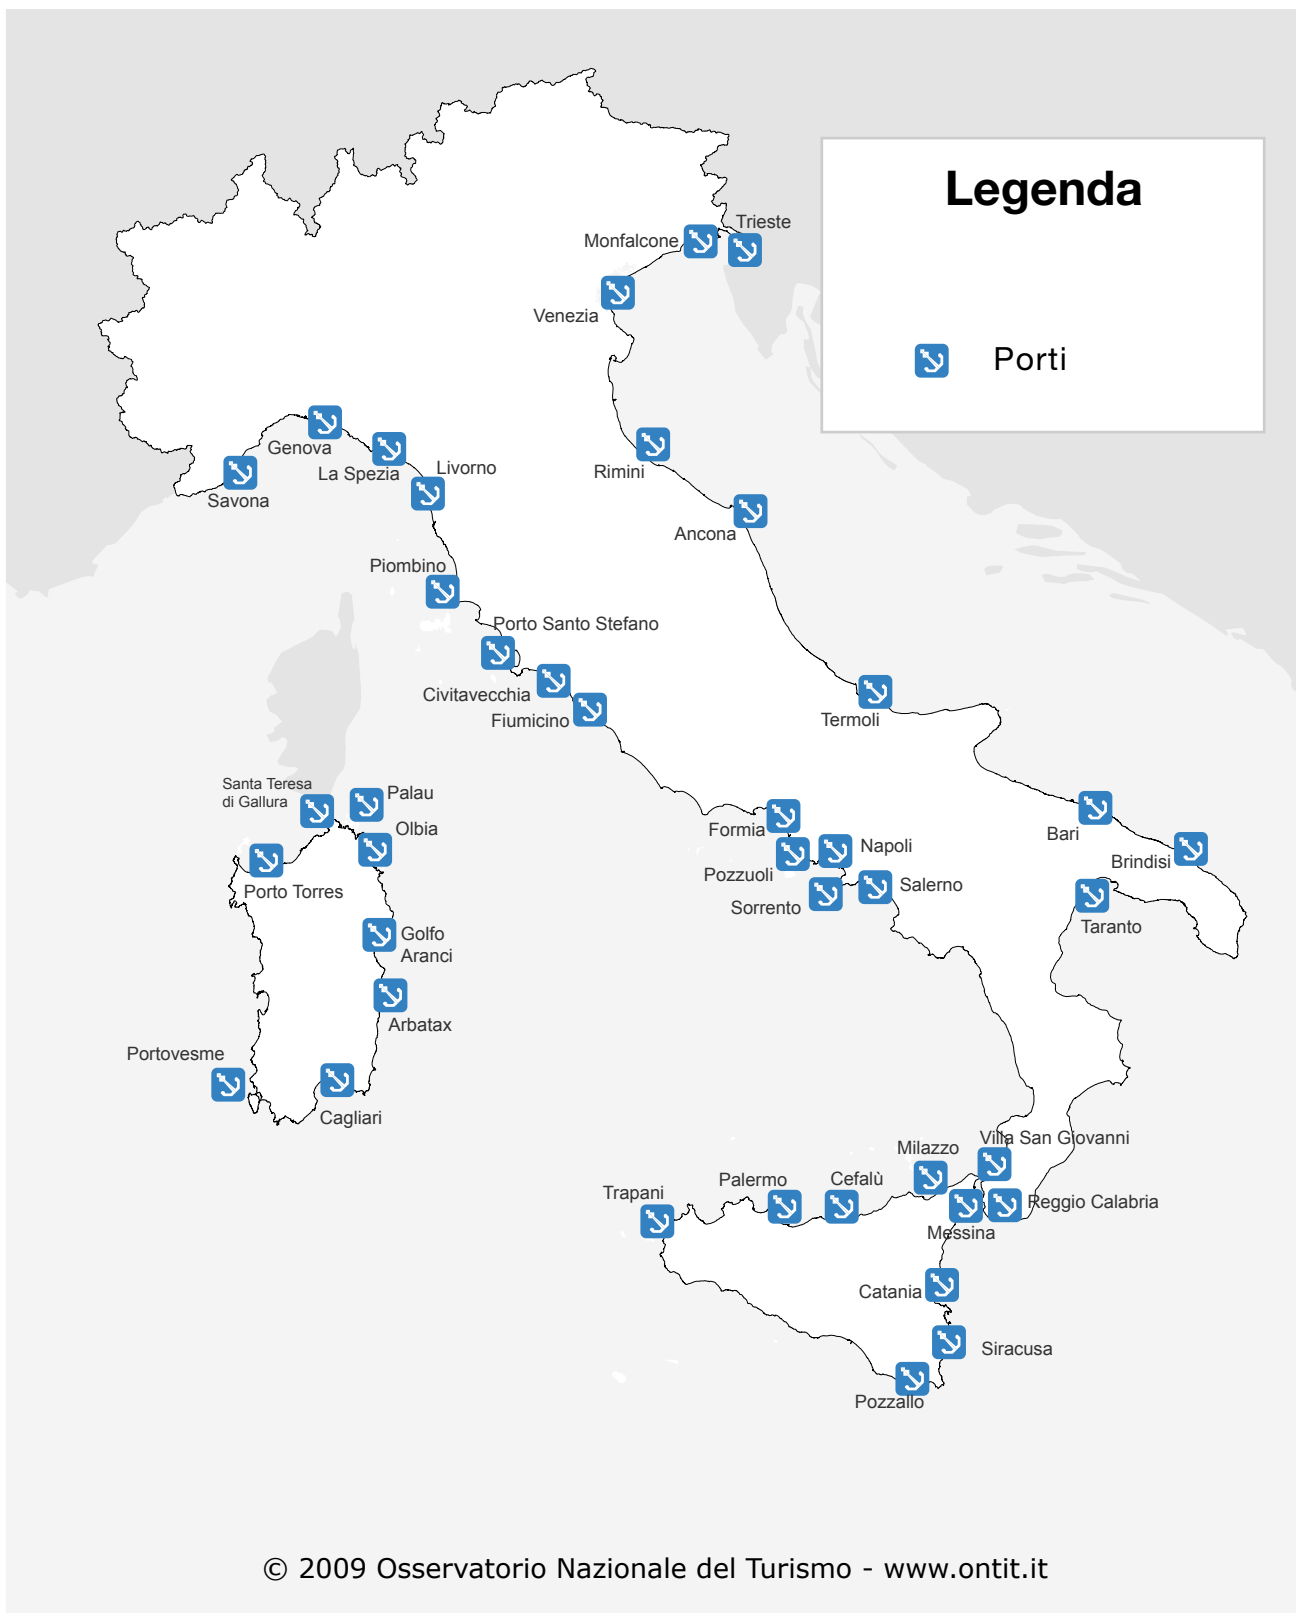 Legenda
Porti
Trieste
Monfalcone
Venezia
Genova
La Spezia
Livorno
Savona
Rimini
Ancona
Piombino
Porto Santo Stefano
Civitavecchia
Fiumicino
Termoli
Santa Teresa
di Gallura
Palau
Olbia
Porto Torres
Golfo
Aranci
Arbatax
Portovesme
Cagliari
Formia
Pozzuoli
Napoli
Sorrento
Salerno
Bari
Brindisi
Taranto
Villa San Giovanni
Milazzo
Cefalù
Palermo
Trapani
Reggio Calabria
Messina
Catania
Siracusa
Pozzallo
© 2009 Osservatorio Nazionale del Turismo - www.ontit.it